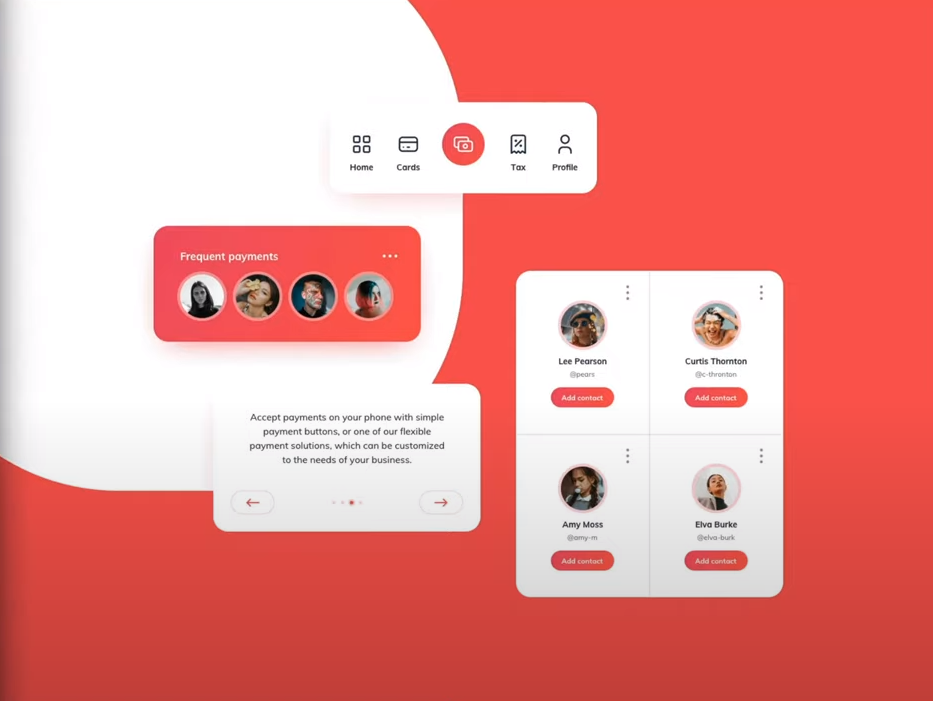 Home
Cards
Tax
Profile
Frequent payments
Accept payments on your phone with simple
payment buttons, or one of our flexible
payment solutions, which can be customized
to the needs of your business.
Lee Pearson
@pears
Add contact
Curtis Thornton
@c-thronton
Add contact
Amy Moss
@amy-m
Add contact
Elva Burke
@elva-burk
Add contact